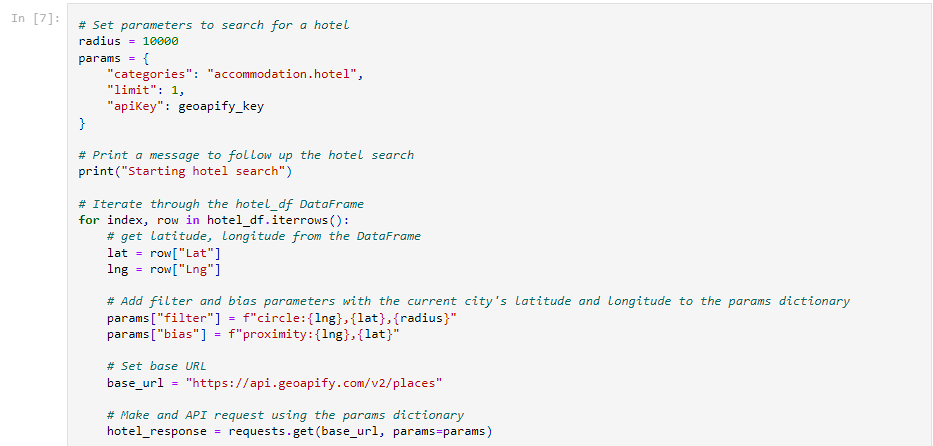 In [7]:
# Set parameters to search for a hotel
radius = 10000
params = {
    "categories": "accommodation.hotel",
    "limit": 1,
    "apiKey": geoapify_key
}

# Print a message to follow up the hotel search
print("Starting hotel search")

# Iterate through the hotel_df DataFrame
for index, row in hotel_df.iterrows():
    # get latitude, longitude from the DataFrame
    lat = row["Lat"]
    lng = row["Lng"]

    # Add filter and bias parameters with the current city's latitude and longitude to the params dictionary
    params["filter"] = f"circle:{lng},{lat},{radius}"
    params["bias"] = f"proximity:{lng},{lat}"

    # Set base URL
    base_url = "https://api.geoapify.com/v2/places"

    # Make and API request using the params dictionary
    hotel_response = requests.get(base_url, params=params)